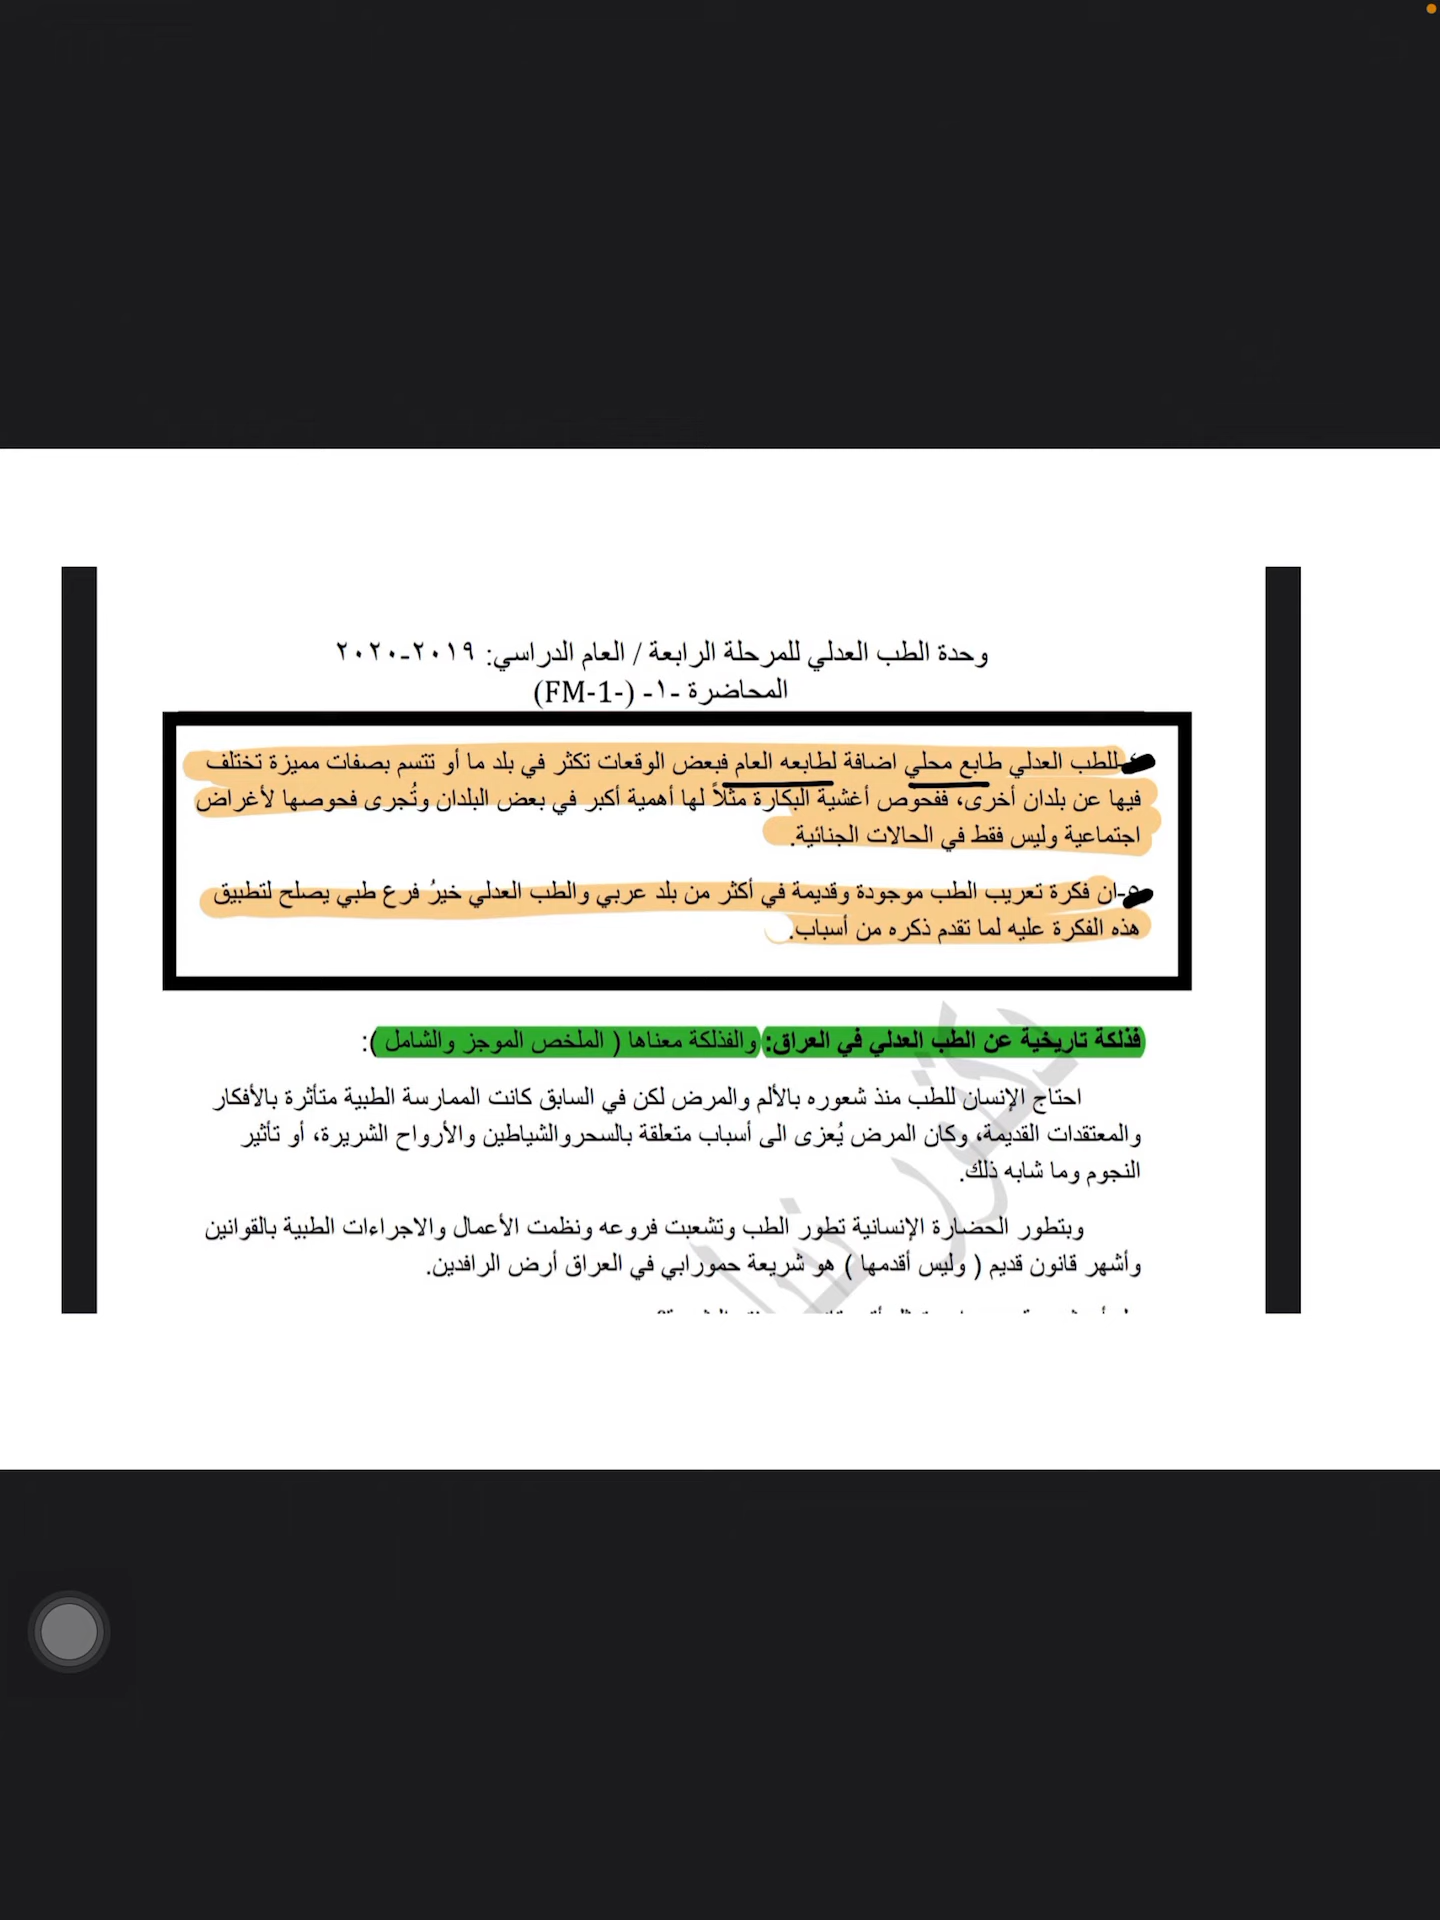 وحدة الطب العدلي للمرحلة الرابعة / العام الدراسي: ٢٠١٩-٢٠٢٠
المحاضرة -١- (FM-1-)
للطب العدلي طابع محلي اضافة لطابعه العام فبعض الوقعات تكثر في بلد ما أو تتسم بصفات مميزة تختلف
فيها عن بلدان أخرى، ففحوص أغشية البكارة مثلاً لها أهمية أكبر في بعض البلدان وتُجرى فحوصها لأغراض
اجتماعية وليس فقط في الحالات الجنائية.
٥-ان فكرة تعريب الطب موجودة وقديمة في أكثر من بلد عربي والطب العدلي خيرُ فرع طبي يصلح لتطبيق
هذه الفكرة عليه لما تقدم ذكره من أسباب.
فذلكة تاريخية عن الطب العدلي في العراق: والفذلكة معناها ( الملخص الموجز والشامل ):
احتاج الإنسان للطب منذ شعوره بالألم والمرض لكن في السابق كانت الممارسة الطبية متأثرة بالأفكار
والمعتقدات القديمة، وكان المرض يُعزى الى أسباب متعلقة بالسحروالشياطين والأرواح الشريرة، أو تأثير
النجوم وما شابه ذلك.
وبتطور الحضارة الإنسانية تطور الطب وتشعبت فروعه ونظمت الأعمال والاجراءات الطبية بالقوانين
وأشهر قانون قديم ( وليس أقدمها ) هو شريعة حمورابي في العراق أرض الرافدين.